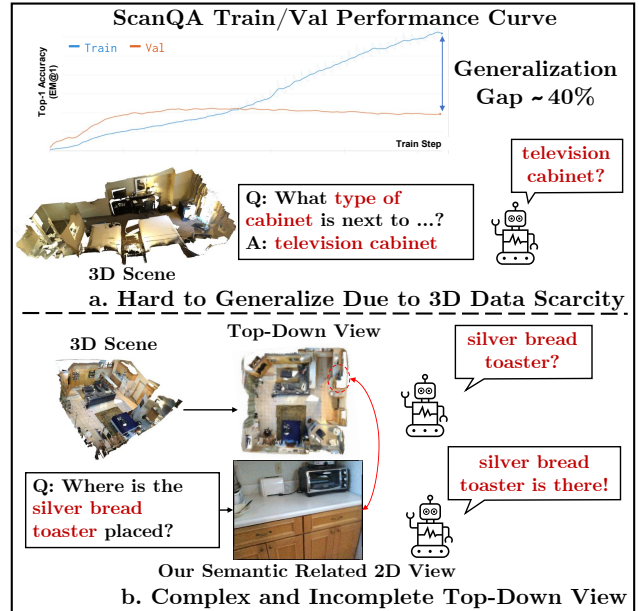 ScanQA Train/Val Performance Curve
Train Val
Top-1 Accuracy
(EM@1)
Generalization
Gap ~40%
Train Step
television
cabinet?
Q: What type of
cabinet is next to ...?
A: television cabinet
3D Scene
a. Hard to Generalize Due to 3D Data Scarcity
Top-Down View
3D Scene
silver bread
toaster?
Q: Where is the
silver bread
toaster placed?
silver bread
toaster is there!
Our Semantic Related 2D View
b. Complex and Incomplete Top-Down View